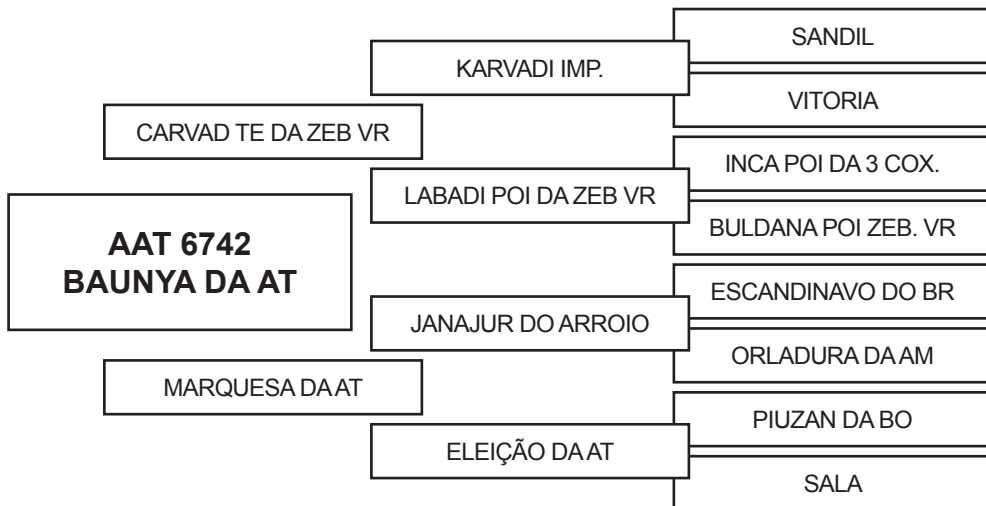 SANDIL
KARVADI IMP.
VITORIA
CARVAD TE DA ZEB VR
INCA POI DA 3 COX.
LABADI POI DA ZEB VR
BULDANA POI ZEB. VR
AAT 6742
BAUNYA DA AT
ESCANDINAVO DO BR
JANAJUR DO ARROIO
ORLADURA DA AM
MARQUESA DA AT
PIUZAN DA BO
ELEIÇÃO DA AT
SALA